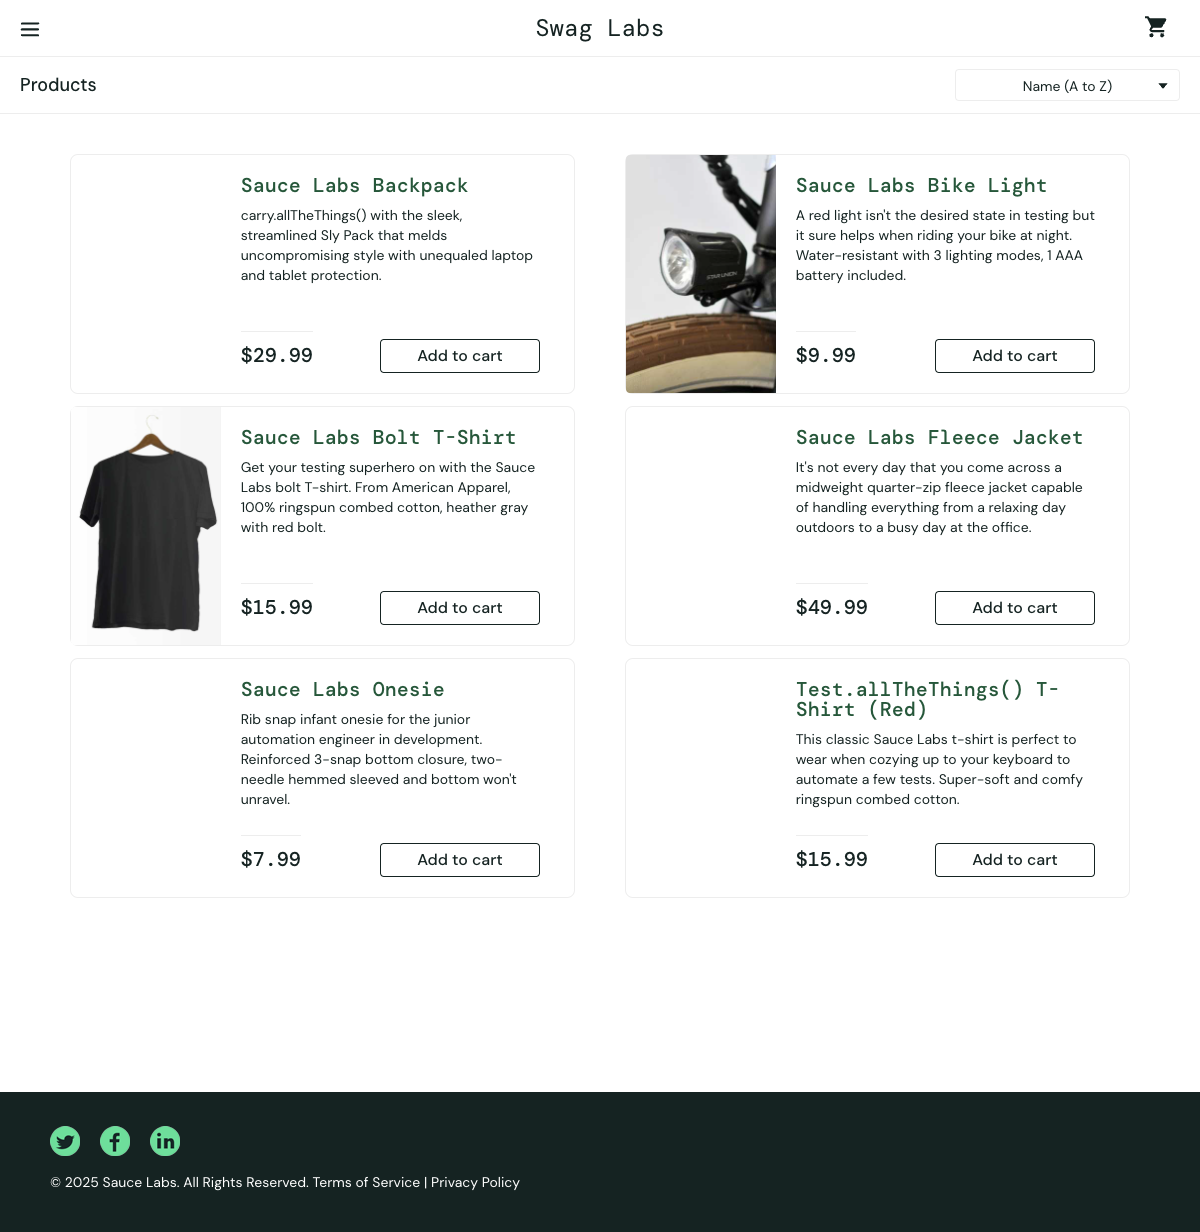 Swag Labs
Products
Name (A to Z)
Sauce Labs Backpack
carry.allTheThings() with the sleek,
streamlined Sly Pack that melds
uncompromising style with unequaled laptop
and tablet protection.
$29.99
Add to cart
Sauce Labs Bike Light
A red light isn't the desired state in testing but
it sure helps when riding your bike at night.
Water-resistant with 3 lighting modes, 1 AAA
battery included.
$9.99
Add to cart
Sauce Labs Bolt T-Shirt
Get your testing superhero on with the Sauce
Labs bolt T-shirt. From American Apparel,
100% ringspun combed cotton, heather gray
with red bolt.
$15.99
Add to cart
Sauce Labs Fleece Jacket
It's not every day that you come across a
midweight quarter-zip fleece jacket capable
of handling everything from a relaxing day
outdoors to a busy day at the office.
$49.99
Add to cart
Sauce Labs Onesie
Rib snap infant onesie for the junior
automation engineer in development.
Reinforced 3-snap bottom closure, two-
needle hemmed sleeved and bottom won't
unravel.
$7.99
Add to cart
Test.allTheThings() T-
Shirt (Red)
This classic Sauce Labs t-shirt is perfect to
wear when cozying up to your keyboard to
automate a few tests. Super-soft and comfy
ringspun combed cotton.
$15.99
Add to cart
© 2025 Sauce Labs. All Rights Reserved. Terms of Service | Privacy Policy